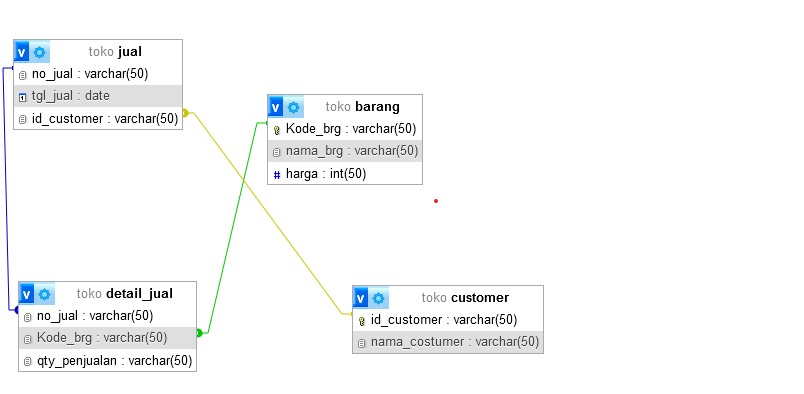 v toko jual
no_jual : varchar(50)
tgl_jual : date
id_customer : varchar(50)
v toko barang
Kode_brg : varchar(50)
nama_brg : varchar(50)
# harga : int(50)
v toko detail_jual
no_jual : varchar(50)
Kode_brg : varchar(50)
qty_penjualan : varchar(50)
v toko customer
id_customer : varchar(50)
nama_costumer : varchar(50)